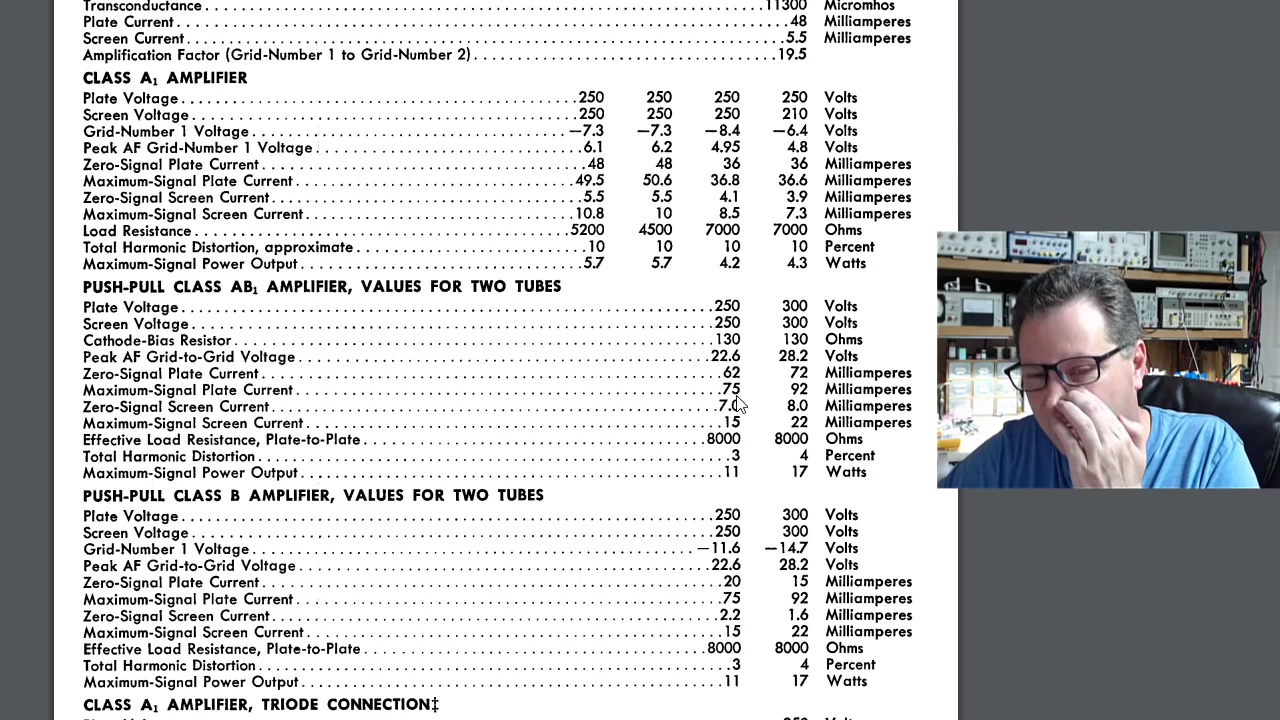 Transconductance 11300 Micromhos
Plate Current 48 Milliamperes
Screen Current 5.5 Milliamperes
Amplification Factor (Grid-Number 1 to Grid-Number 2) 19.5
CLASS A₁ AMPLIFIER
Plate Voltage 250 250 250 250 Volts
Screen Voltage 250 250 250 210 Volts
Grid-Number 1 Voltage −7.3 −7.3 −8.4 −6.4 Volts
Peak AF Grid-Number 1 Voltage 6.1 6.2 4.95 4.8 Volts
Zero-Signal Plate Current 48 48 36 36 Milliamperes
Maximum-Signal Plate Current 49.5 50.6 36.8 36.6 Milliamperes
Zero-Signal Screen Current 5.5 5.5 4.1 3.9 Milliamperes
Maximum-Signal Screen Current 10.8 10 8.5 7.3 Milliamperes
Load Resistance 5200 4500 7000 7000 Ohms
Total Harmonic Distortion, approximate 10 10 10 10 Percent
Maximum-Signal Power Output 5.7 5.7 4.2 4.3 Watts
PUSH-PULL CLASS AB₁ AMPLIFIER, VALUES FOR TWO TUBES
Plate Voltage 250 300 Volts
Screen Voltage 250 300 Volts
Cathode-Bias Resistor 130 130 Ohms
Peak AF Grid-to-Grid Voltage 22.6 28.2 Volts
Zero-Signal Plate Current 62 72 Milliamperes
Maximum-Signal Plate Current 75 92 Milliamperes
Zero-Signal Screen Current 7.0 8.0 Milliamperes
Maximum-Signal Screen Current 15 22 Milliamperes
Effective Load Resistance, Plate-to-Plate 8000 8000 Ohms
Total Harmonic Distortion 3 4 Percent
Maximum-Signal Power Output 11 17 Watts
PUSH-PULL CLASS B AMPLIFIER, VALUES FOR TWO TUBES
Plate Voltage 250 300 Volts
Screen Voltage 250 300 Volts
Grid-Number 1 Voltage −11.6 −14.7 Volts
Peak AF Grid-to-Grid Voltage 22.6 28.2 Volts
Zero-Signal Plate Current 20 15 Milliamperes
Maximum-Signal Plate Current 75 92 Milliamperes
Zero-Signal Screen Current 2.2 1.6 Milliamperes
Maximum-Signal Screen Current 15 22 Milliamperes
Effective Load Resistance, Plate-to-Plate 8000 8000 Ohms
Total Harmonic Distortion 3 4 Percent
Maximum-Signal Power Output 11 17 Watts
CLASS A₁ AMPLIFIER, TRIODE CONNECTION‡